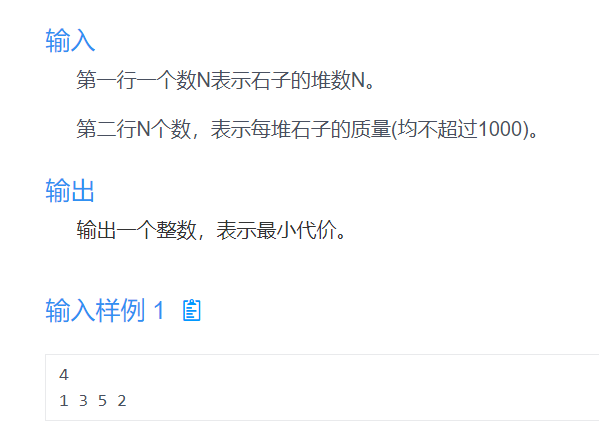 输入
第一行一个数N表示石子的堆数N。
第二行N个数，表示每堆石子的质量(均不超过1000)。
输出
输出一个整数，表示最小代价。
输入样例 1
4
1 3 5 2